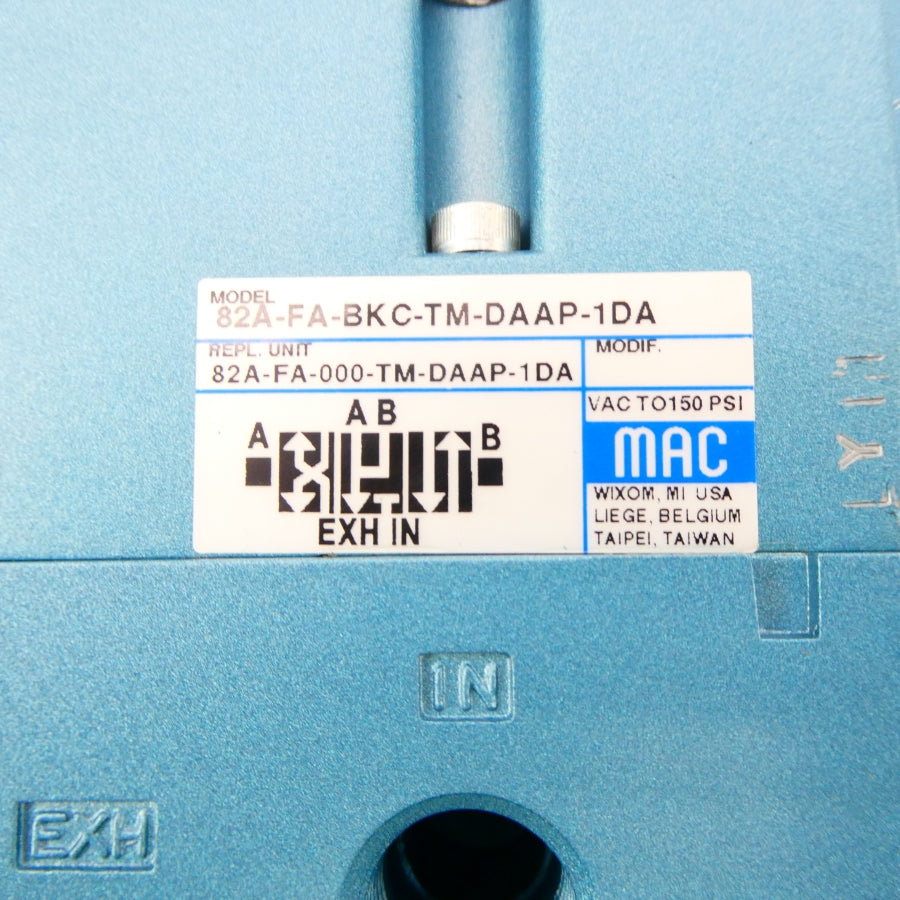 MODEL
82A-FA-BKC-TM-DAAP-1DA
REPL. UNIT
MODIF.
82A-FA-000-TM-DAAP-1DA
VAC TO150 PSI
A B
A
B
EXH IN
MAC
WIXOM, MI USA
LIEGE, BELGIUM
TAIPEI, TAIWAN
IN
EXH